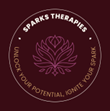 • SPARKS THERAPIES •
UNLOCK YOUR POTENTIAL, IGNITE YOUR SPARK